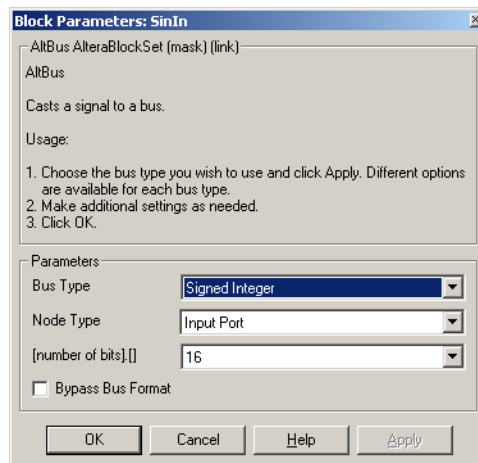 Block Parameters: SinIn
AltBus AlteraBlockSet (mask) (link)
AltBus
Casts a signal to a bus.
Usage:
1. Choose the bus type you wish to use and click Apply. Different options
are available for each bus type.
2. Make additional settings as needed.
3. Click OK.
Parameters
Bus Type Signed Integer
Node Type Input Port
[number of bits].[] 16
Bypass Bus Format
OK Cancel Help Apply